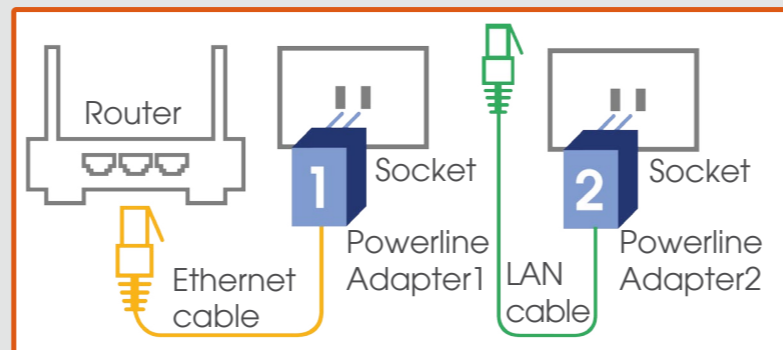 Router
1
Socket
Powerline
Adapter1
Ethernet
cable
2
Socket
Powerline
Adapter2
LAN
cable